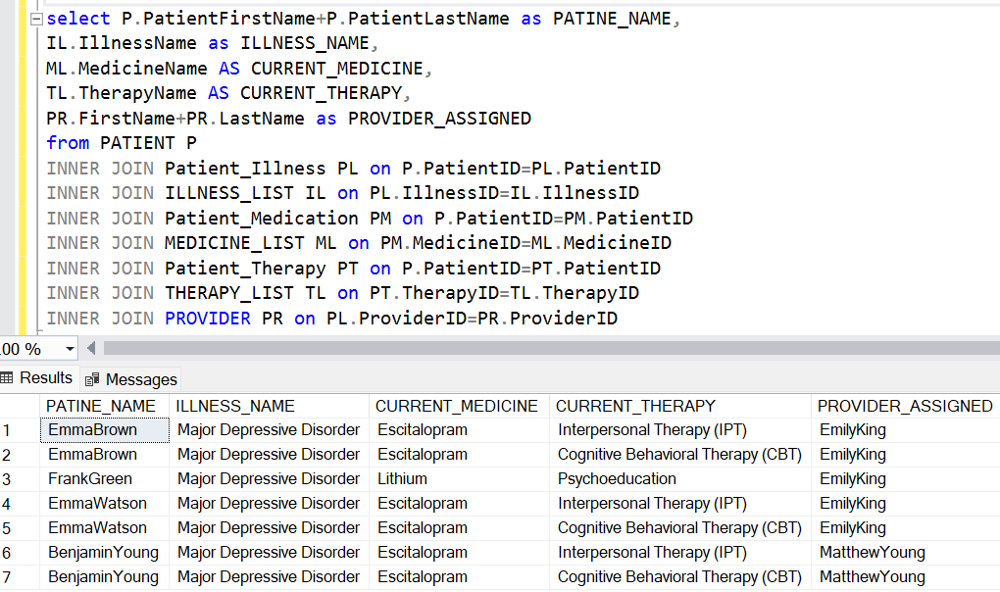 select P.PatientFirstName+P.PatientLastName as PATINE_NAME,
IL.IllnessName as ILLNESS_NAME,
ML.MedicineName AS CURRENT_MEDICINE,
TL.TherapyName AS CURRENT_THERAPY,
PR.FirstName+PR.LastName as PROVIDER_ASSIGNED
from PATIENT P
INNER JOIN Patient_Illness PL on P.PatientID=PL.PatientID
INNER JOIN ILLNESS_LIST IL on PL.IllnessID=IL.IllnessID
INNER JOIN Patient_Medication PM on P.PatientID=PM.PatientID
INNER JOIN MEDICINE_LIST ML on PM.MedicineID=ML.MedicineID
INNER JOIN Patient_Therapy PT on P.PatientID=PT.PatientID
INNER JOIN THERAPY_LIST TL on PT.TherapyID=TL.TherapyID
INNER JOIN PROVIDER PR on PL.ProviderID=PR.ProviderID
.00 %
Results Messages
PATINE_NAME ILLNESS_NAME CURRENT_MEDICINE CURRENT_THERAPY PROVIDER_ASSIGNED
1 EmmaBrown Major Depressive Disorder Escitalopram Interpersonal Therapy (IPT) EmilyKing
2 EmmaBrown Major Depressive Disorder Escitalopram Cognitive Behavioral Therapy (CBT) EmilyKing
3 FrankGreen Major Depressive Disorder Lithium Psychoeducation EmilyKing
4 EmmaWatson Major Depressive Disorder Escitalopram Interpersonal Therapy (IPT) EmilyKing
5 EmmaWatson Major Depressive Disorder Escitalopram Cognitive Behavioral Therapy (CBT) EmilyKing
6 BenjaminYoung Major Depressive Disorder Escitalopram Interpersonal Therapy (IPT) MatthewYoung
7 BenjaminYoung Major Depressive Disorder Escitalopram Cognitive Behavioral Therapy (CBT) MatthewYoung